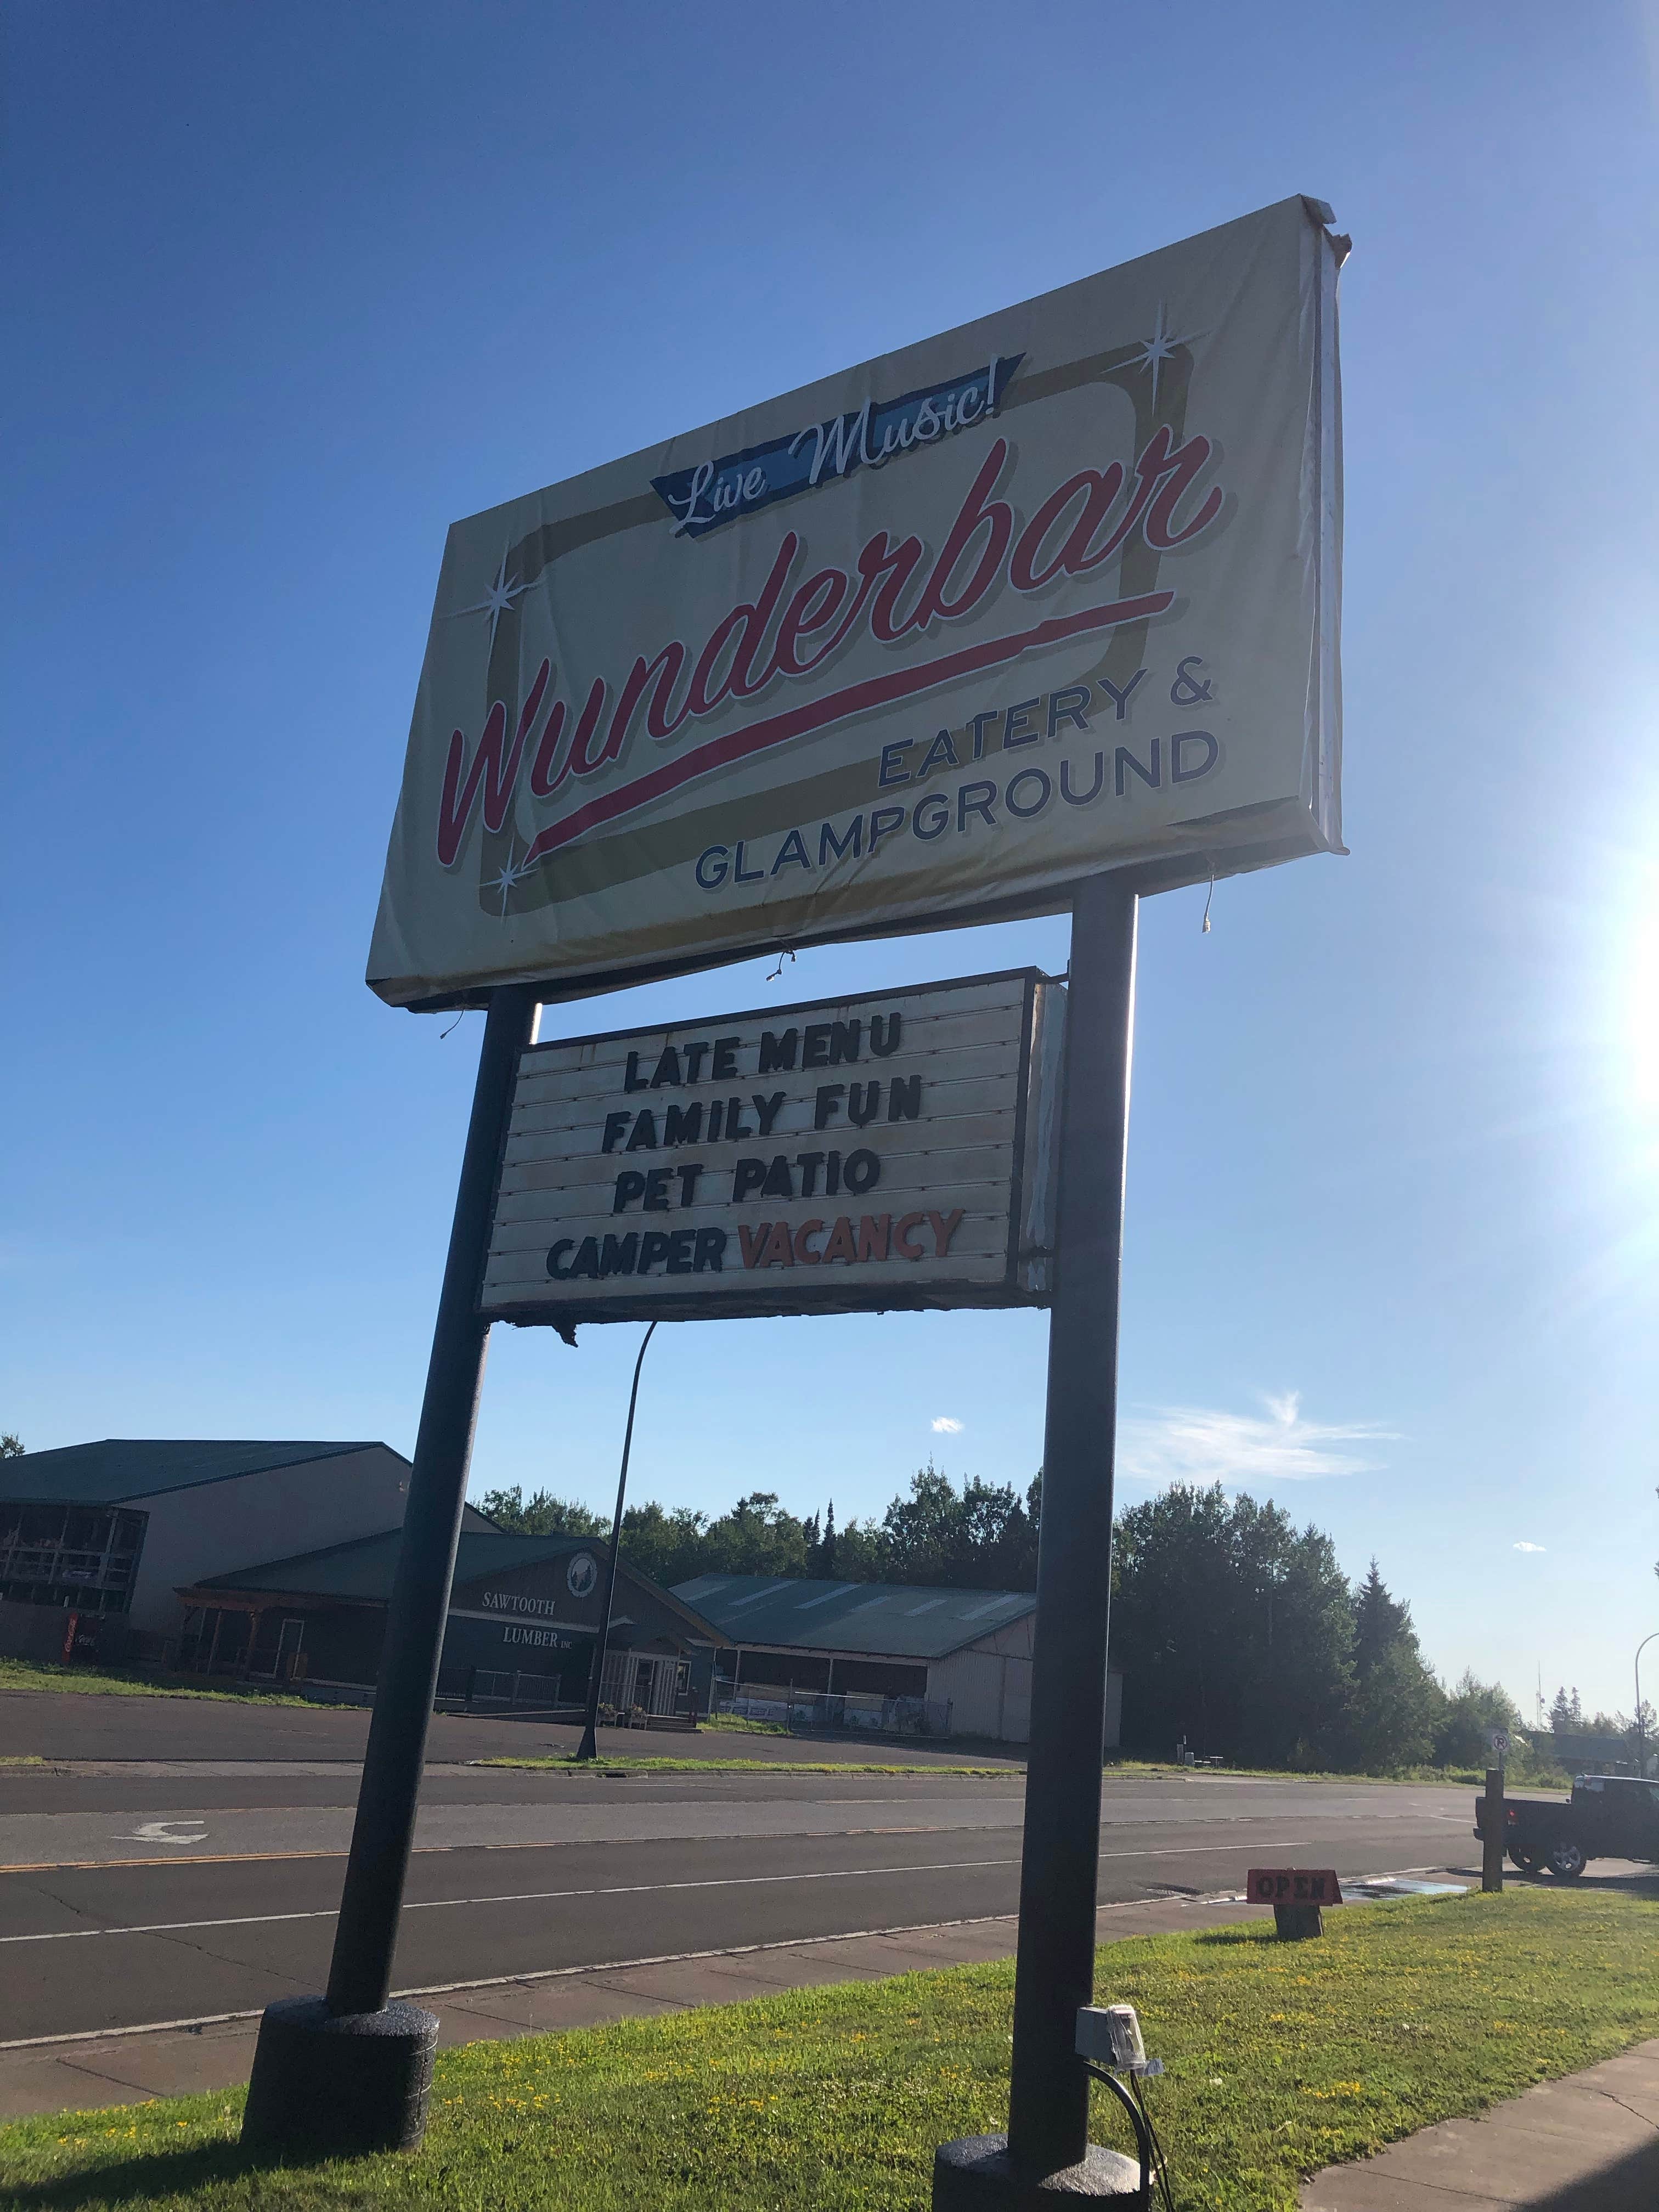 Live Music!
Wunderbar
EATERY &
GLAMPGROUND
LATE MENU
FAMILY FUN
PET PATIO
CAMPER VACANCY
SAWTOOTH
LUMBER INC
OPEN